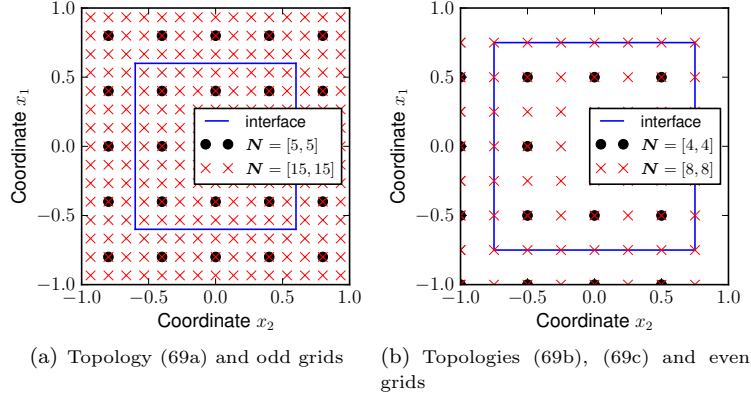 1.0
0.5
0.0
−0.5
−1.0
−1.0
−0.5
0.0
0.5
1.0
Coordinate x₁
Coordinate x₂
interface
N = [5, 5]
N = [15, 15]
(a) Topology (69a) and odd grids
1.0
0.5
0.0
−0.5
−1.0
−1.0
−0.5
0.0
0.5
1.0
Coordinate x₁
Coordinate x₂
interface
N = [4, 4]
N = [8, 8]
(b) Topologies (69b), (69c) and even
grids